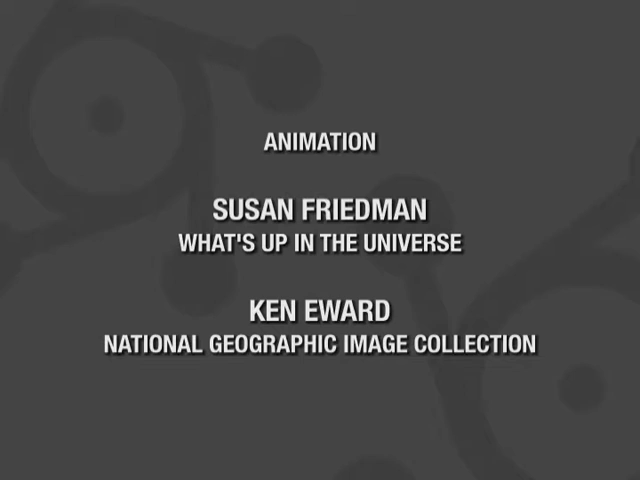 ANIMATION
SUSAN FRIEDMAN
WHAT'S UP IN THE UNIVERSE
KEN EWARD
NATIONAL GEOGRAPHIC IMAGE COLLECTION